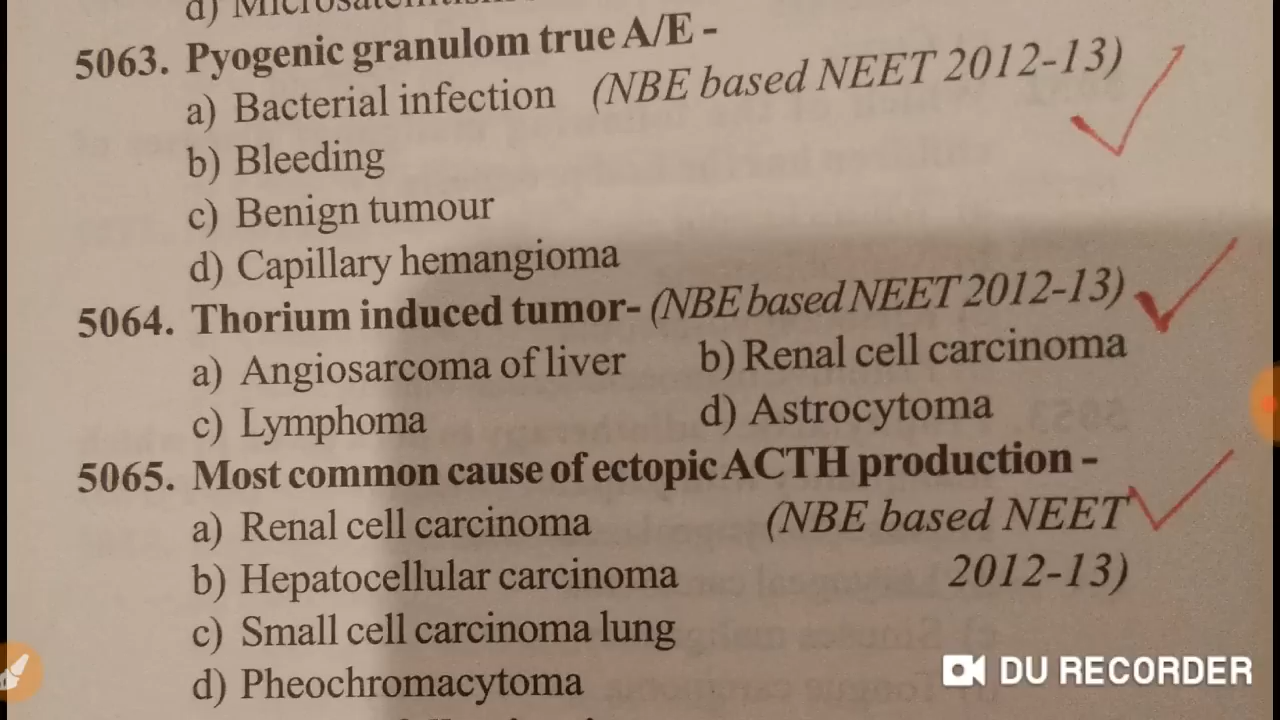 d)
5063. Pyogenic granulom true A/E -
a) Bacterial infection (NBE based NEET 2012-13)
b) Bleeding
c) Benign tumour
d) Capillary hemangioma
5064. Thorium induced tumor- (NBE based NEET 2012-13)
a) Angiosarcoma of liver b) Renal cell carcinoma
c) Lymphoma d) Astrocytoma
5065. Most common cause of ectopic ACTH production -
a) Renal cell carcinoma (NBE based NEET
b) Hepatocellular carcinoma 2012-13)
c) Small cell carcinoma lung
d) Pheochromacytoma
DU RECORDER